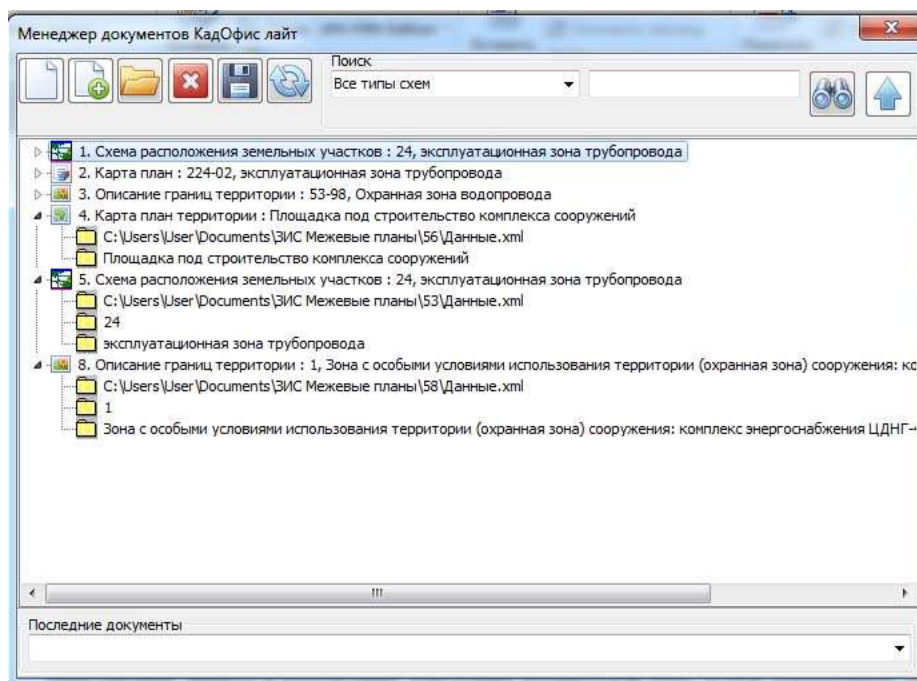 Менеджер документов КадОфис лайт
Поиск
Все типы схем
1. Схема расположения земельных участков : 24, эксплуатационная зона трубопровода
2. Карта план : 224-02, эксплуатационная зона трубопровода
3. Описание границ территории : 53-98, Охранная зона водопровода
4. Карта план территории : Площадка под строительство комплекса сооружений
C:\Users\User\Documents\ЗИС Межевые планы\56\Данные.xml
Площадка под строительство комплекса сооружений
5. Схема расположения земельных участков : 24, эксплуатационная зона трубопровода
C:\Users\User\Documents\ЗИС Межевые планы\53\Данные.xml
24
эксплуатационная зона трубопровода
8. Описание границ территории : 1, Зона с особыми условиями использования территории (охранная зона) сооружения: ко
C:\Users\User\Documents\ЗИС Межевые планы\58\Данные.xml
1
Зона с особыми условиями использования территории (охранная зона) сооружения: комплекс энергоснабжения ЦДНГ-
Последние документы